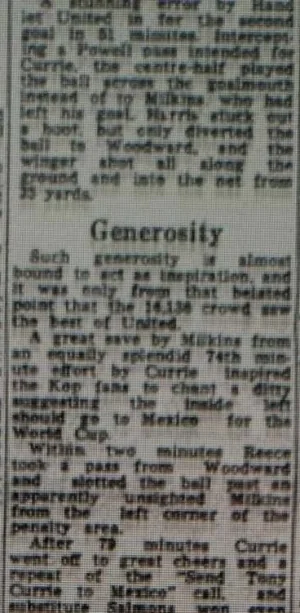 A stunning error by Hand
let United in for the second
goal in 51 minutes. Intercept-
ing a Powell pass intended for
Currie, the centre-half played
the ball across the goalmouth
instead of to Milkins who had
left his goal. Harris stuck out
a boot, but only diverted the
ball to Woodward, and the
winger shot all along the
ground and into the net from
25 yards.
Generosity
Such generosity is almost
bound to act as inspiration, and
it was only from that belated
point that the crowd saw
the best of United.
A great save by Milkins from
an equally splendid 74th min-
ute effort by Currie inspired
the Kop fans to chant a ditty
suggesting the inside left
should go to Mexico for the
World Cup.
Within two minutes Reece
took a pass from Woodward
and slotted the ball past an
apparently unsighted Milkins
from the left corner of the
penalty area.
After 79 minutes Currie
went off to great cheers and a
repeat of the "Send Tony
Currie to Mexico" call, and
substitute Salmons